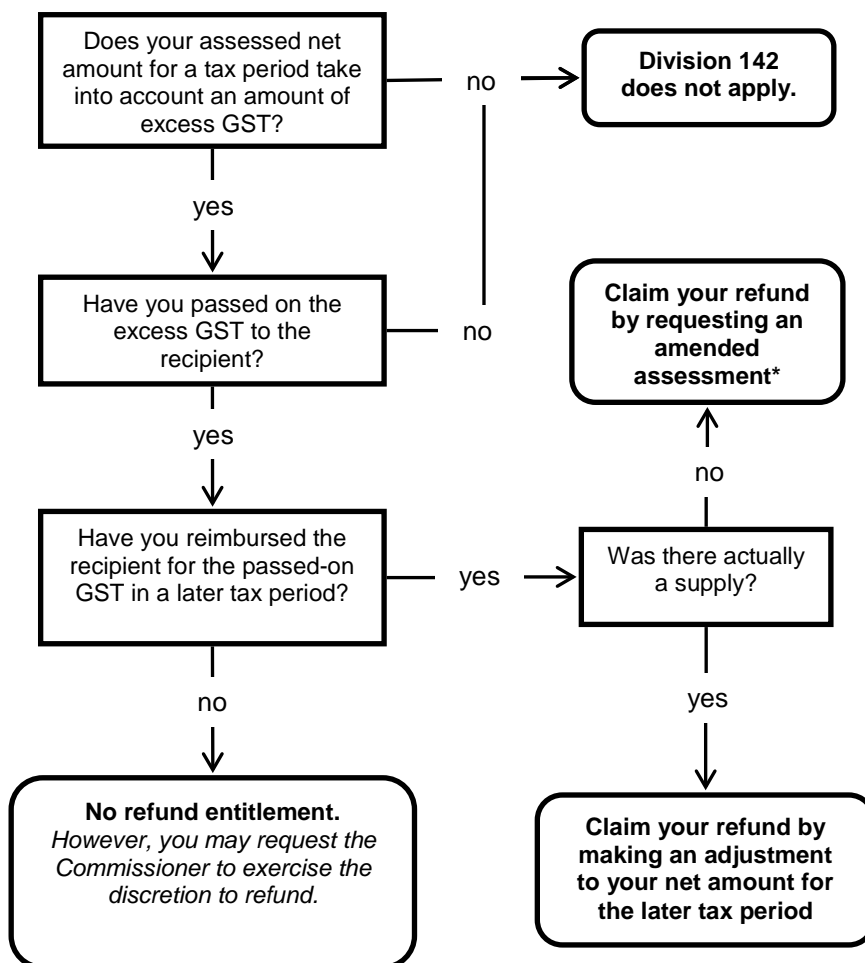 Does your assessed net
amount for a tax period take
into account an amount of
excess GST?
no
Division 142
does not apply.
yes
Have you passed on the
excess GST to the
recipient?
no
Claim your refund
by requesting an
amended
assessment*
yes
no
Have you reimbursed the
recipient for the passed-on
GST in a later tax period?
yes
Was there actually
a supply?
no
yes
No refund entitlement.
However, you may request the
Commissioner to exercise the
discretion to refund.
Claim your refund by
making an adjustment
to your net amount for
the later tax period